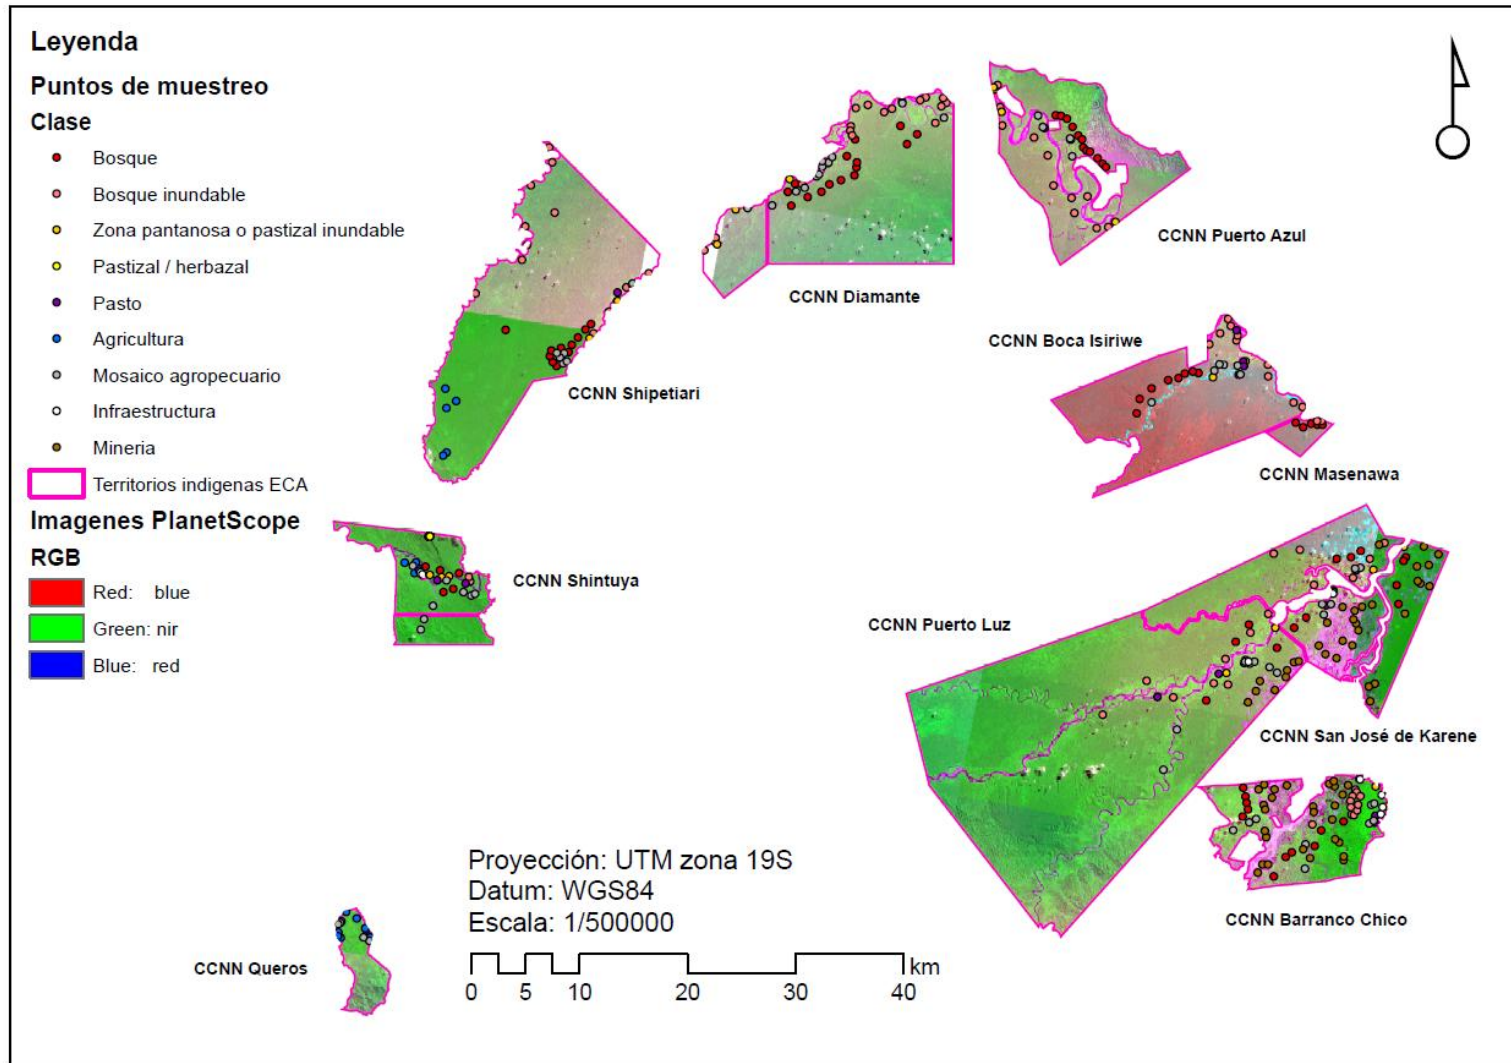 Leyenda
Puntos de muestreo
Clase
Bosque
Bosque inundable
Zona pantanosa o pastizal inundable
Pastizal / herbazal
Pasto
Agricultura
Mosaico agropecuario
Infraestructura
Mineria
Territorios indigenas ECA
Imagenes PlanetScope
RGB
Red: blue
Green: nir
Blue: red
CCNN Puerto Azul
CCNN Diamante
CCNN Boca Isiriwe
CCNN Shipetiari
CCNN Masenawa
CCNN Shintuya
CCNN Puerto Luz
CCNN San José de Karene
CCNN Barranco Chico
CCNN Queros
Proyección: UTM zona 19S
Datum: WGS84
Escala: 1/500000
km
0 5 10 20 30 40